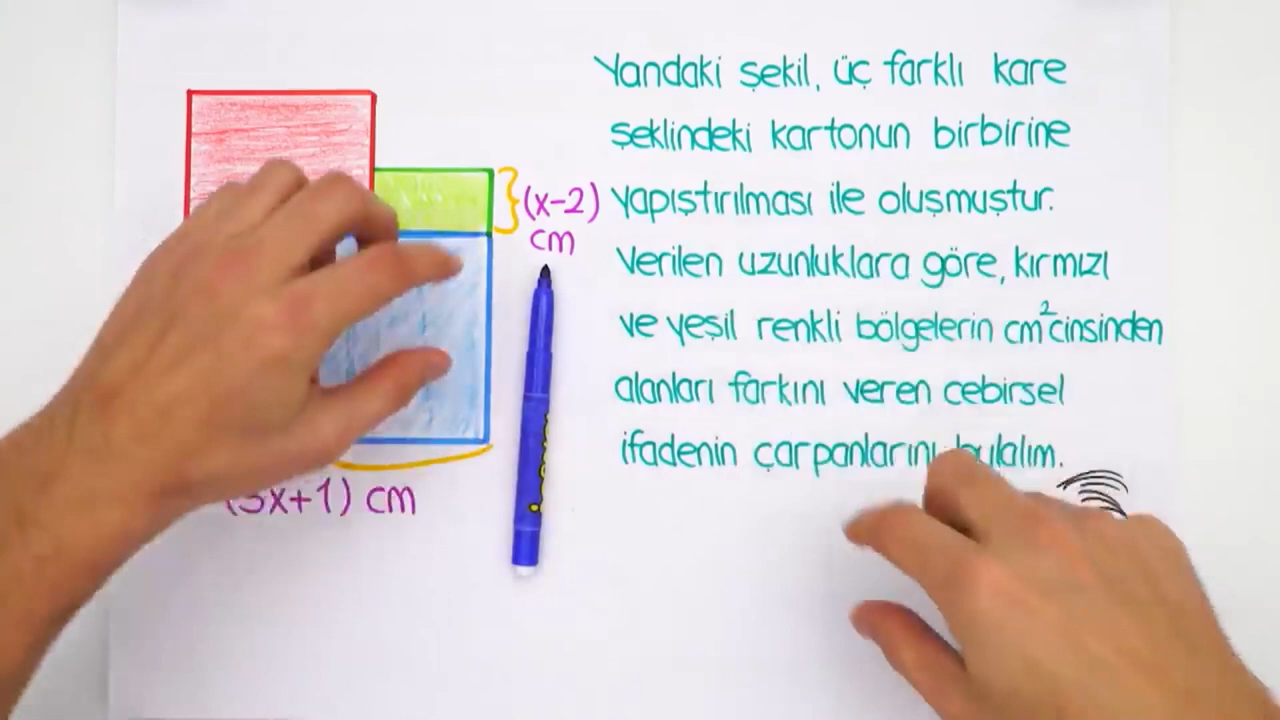 Yandaki şekil, üç farklı kare
şeklindeki kartonun birbirine
yapıştırılması ile oluşmuştur.
Verilen uzunluklara göre, kırmızı
ve yeşil renkli bölgelerin cm² cinsinden
alanları farkını veren cebirsel
ifadenin çarpanlarını bulalım.
(x-2)
cm
(3x+1) cm